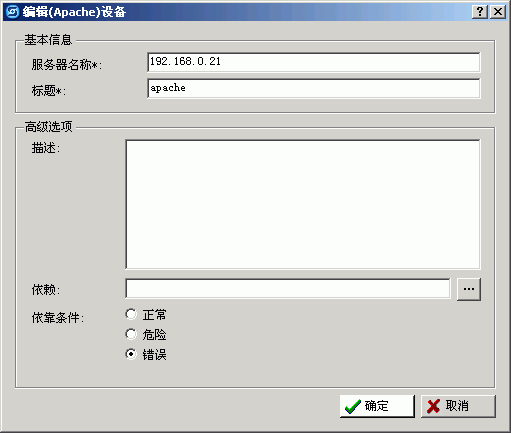 编辑(Apache)设备
基本信息
服务器名称*: 192.168.0.21
标题*: apache
高级选项
描述:
依赖: ...
依靠条件: 正常
危险
错误
确定 取消